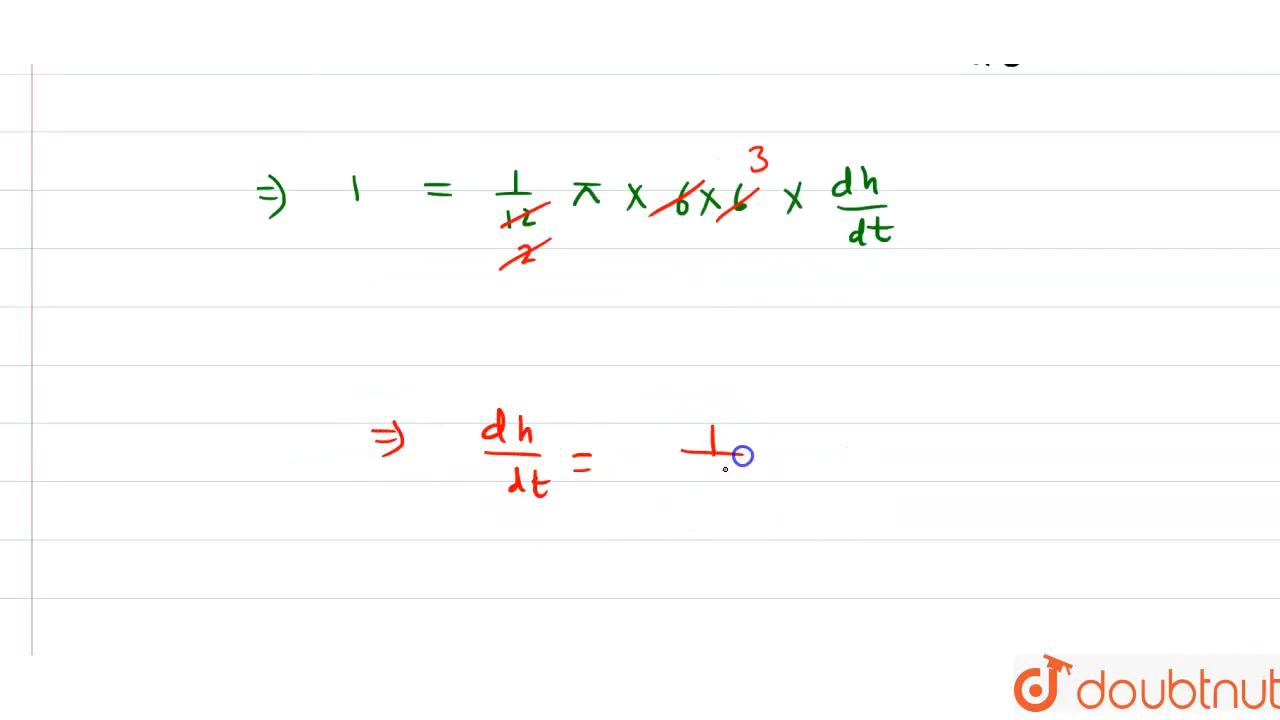 3
⇒ 1 = 1/12 π × 6 × 6 × dh/dt
2
⇒ dh/dt = 1
doubtnut